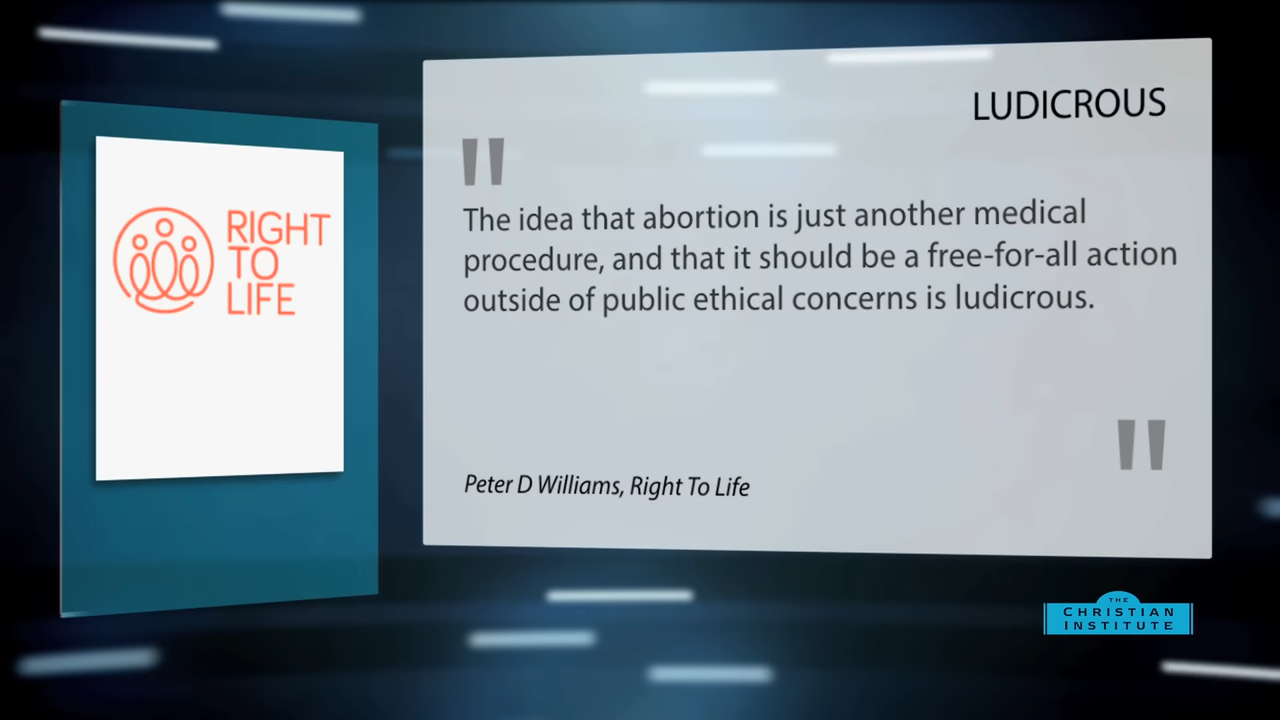 RIGHT
TO
LIFE
LUDICROUS
"
The idea that abortion is just another medical
procedure, and that it should be a free-for-all action
outside of public ethical concerns is ludicrous.
"
Peter D Williams, Right To Life
THE
CHRISTIAN
INSTITUTE